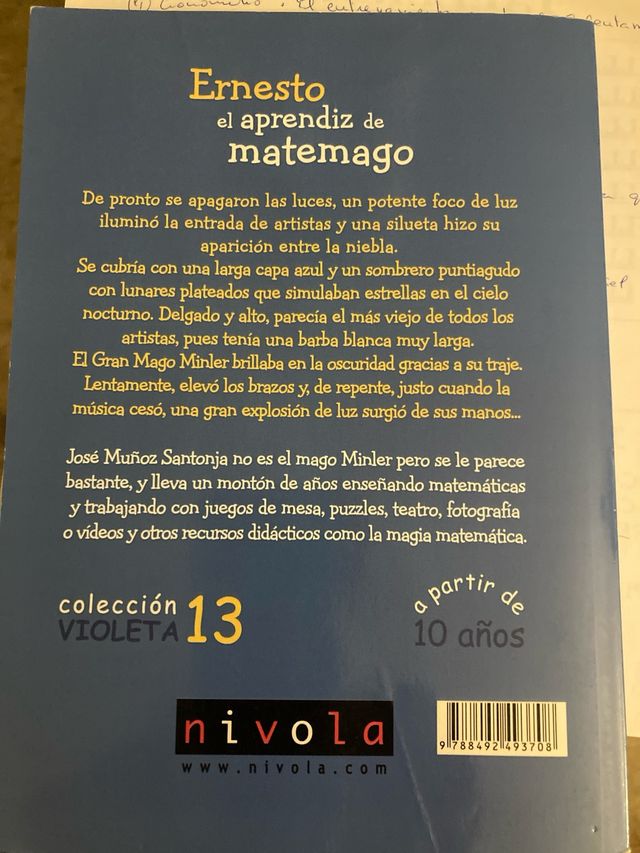 Ernesto
el aprendiz de
matemago
De pronto se apagaron las luces, un potente foco de luz
iluminó la entrada de artistas y una silueta hizo su
aparición entre la niebla.
Se cubría con una larga capa azul y un sombrero puntiagudo
con lunares plateados que simulaban estrellas en el cielo
nocturno. Delgado y alto, parecía el más viejo de todos los
artistas, pues tenía una barba blanca muy larga.
El Gran Mago Minler brillaba en la oscuridad gracias a su traje.
Lentamente, elevó los brazos y, de repente, justo cuando la
música cesó, una gran explosión de luz surgió de sus manos...
José Muñoz Santonja no es el mago Minler pero se le parece
bastante, y lleva un montón de años enseñando matemáticas
y trabajando con juegos de mesa, puzzles, teatro, fotografía
o vídeos y otros recursos didácticos como la magia matemática.
colección
VIOLETA 13
a partir de
10 años
nivola
www.nivola.com
9 788492 493708